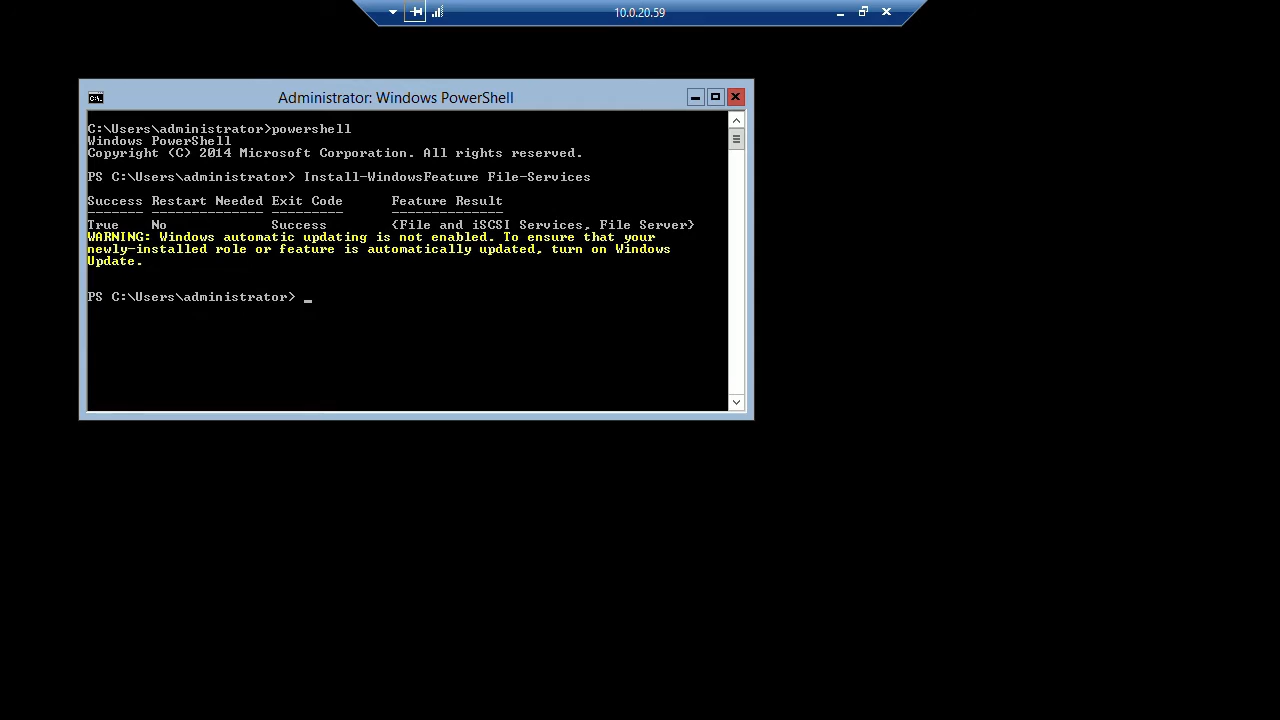 10.0.20.59
Administrator: Windows PowerShell
C:\Users\administrator>powershell
Windows PowerShell
Copyright (C) 2014 Microsoft Corporation. All rights reserved.
PS C:\Users\administrator> Install-WindowsFeature File-Services
Success Restart Needed Exit Code      Feature Result
------- -------------- ---------      --------------
True    No             Success        {File and iSCSI Services, File Server}
WARNING: Windows automatic updating is not enabled. To ensure that your
newly-installed role or feature is automatically updated, turn on Windows
Update.
PS C:\Users\administrator> _